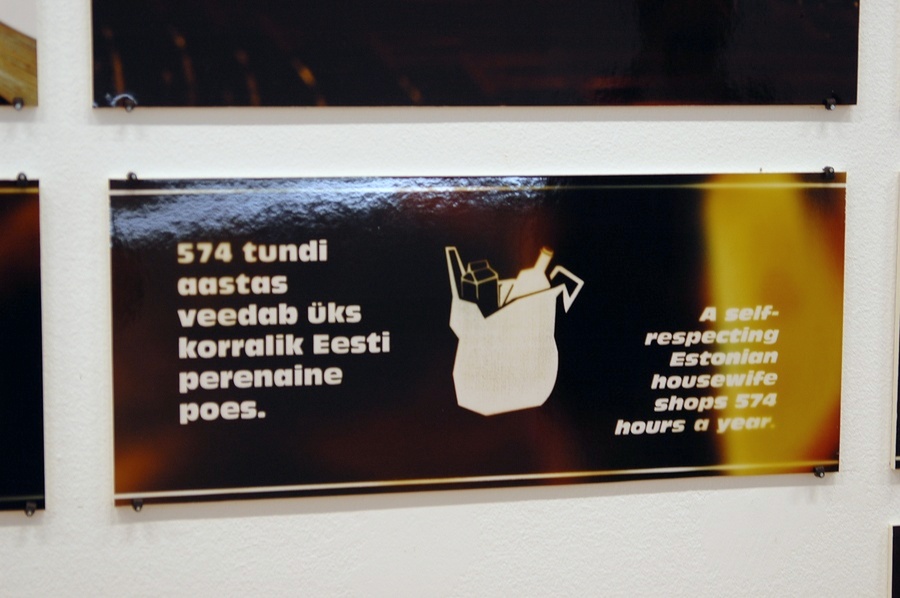 574 tundi
aastas
veedab üks
korralik Eesti
perenaine
poes.
A self-
respecting
Estonian
housewife
shops 574
hours a year.